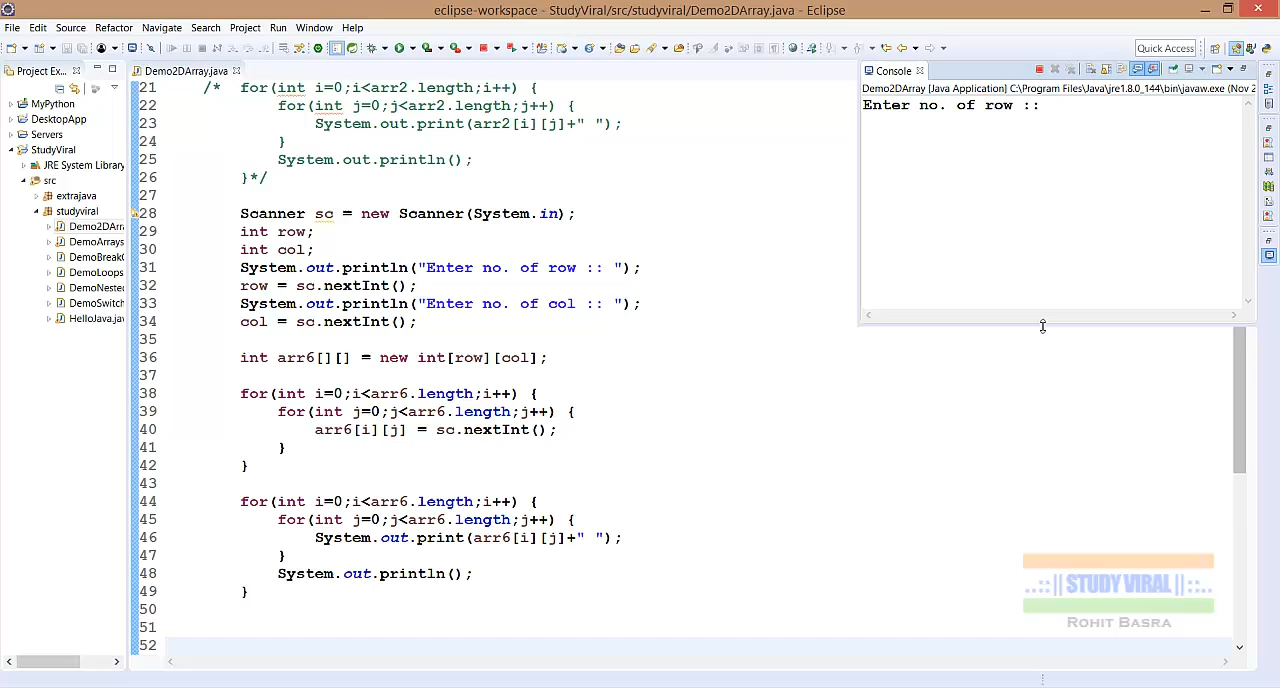 eclipse-workspace - StudyViral/src/studyviral/Demo2DArray.java - Eclipse
File Edit Source Refactor Navigate Search Project Run Window Help
Quick Access
Project Ex...
MyPython
DesktopApp
Servers
StudyViral
JRE System Library
src
extrajava
studyviral
Demo2DArra
DemoArrays
DemoBreakC
DemoLoops
DemoNeste
DemoSwitch
HelloJava.jav
Demo2DArray.java
21 /* for(int i=0;i<arr2.length;i++) {
22 for(int j=0;j<arr2.length;j++) {
23 System.out.print(arr2[i][j]+" ");
24 }
25 System.out.println();
26 }*/
27
28 Scanner sc = new Scanner(System.in);
29 int row;
30 int col;
31 System.out.println("Enter no. of row :: ");
32 row = sc.nextInt();
33 System.out.println("Enter no. of col :: ");
34 col = sc.nextInt();
35
36 int arr6[][] = new int[row][col];
37
38 for(int i=0;i<arr6.length;i++) {
39 for(int j=0;j<arr6.length;j++) {
40 arr6[i][j] = sc.nextInt();
41 }
42 }
43
44 for(int i=0;i<arr6.length;i++) {
45 for(int j=0;j<arr6.length;j++) {
46 System.out.print(arr6[i][j]+" ");
47 }
48 System.out.println();
49 }
50
51
52
Console
Demo2DArray [Java Application] C:\Program Files\Java\jre1.8.0_144\bin\javaw.exe (Nov 2
Enter no. of row ::
..::|| STUDY VIRAL ||::..
ROHIT BASRA